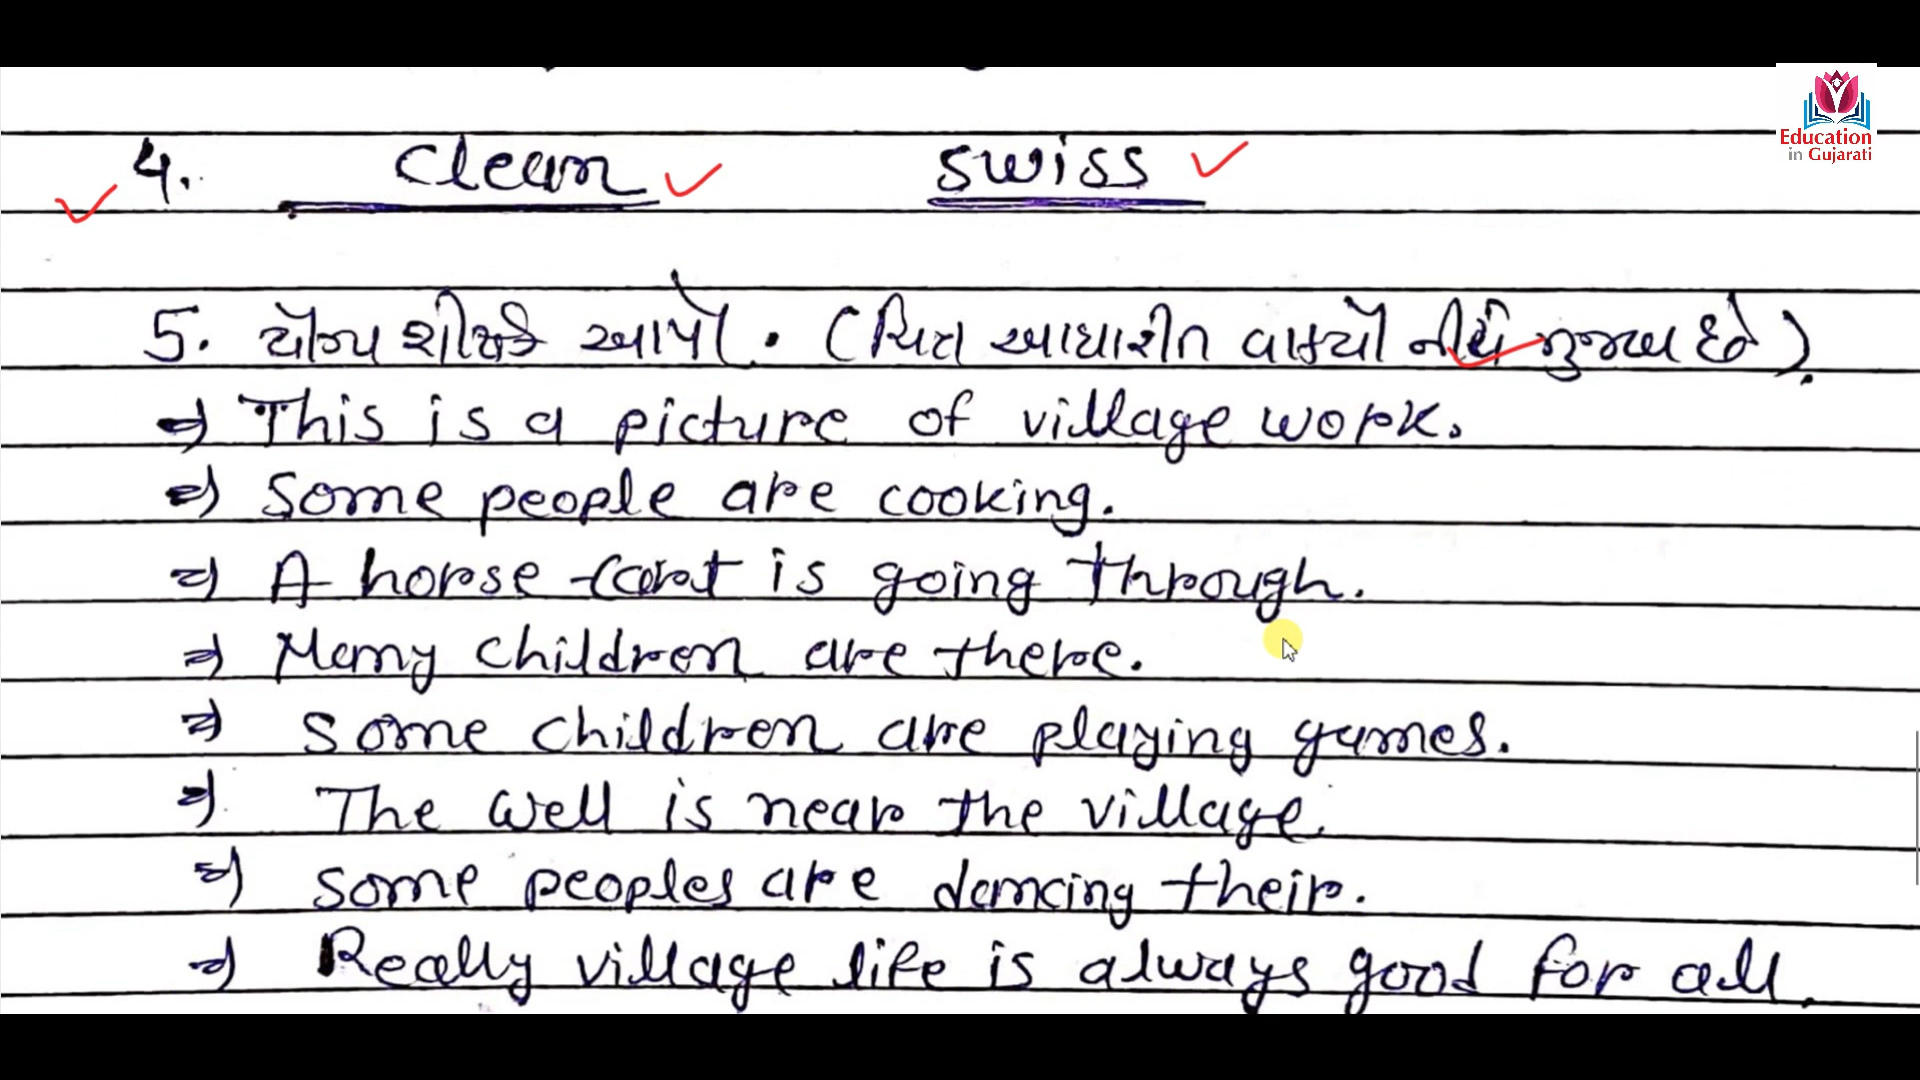 Education
in Gujarati
4. Clean swiss
5. યોગ્ય શીર્ષક આપો. (ચિત્ર આધારીત વાક્યો નીચે મુજબ છે).
⇒ This is a picture of village work.
⇒ Some people are cooking.
⇒ A horse-cart is going through.
⇒ Many children are there.
⇒ some children are playing games.
⇒ The well is near the village.
⇒ some peoples are dancing their.
⇒ Really village life is always good for all.